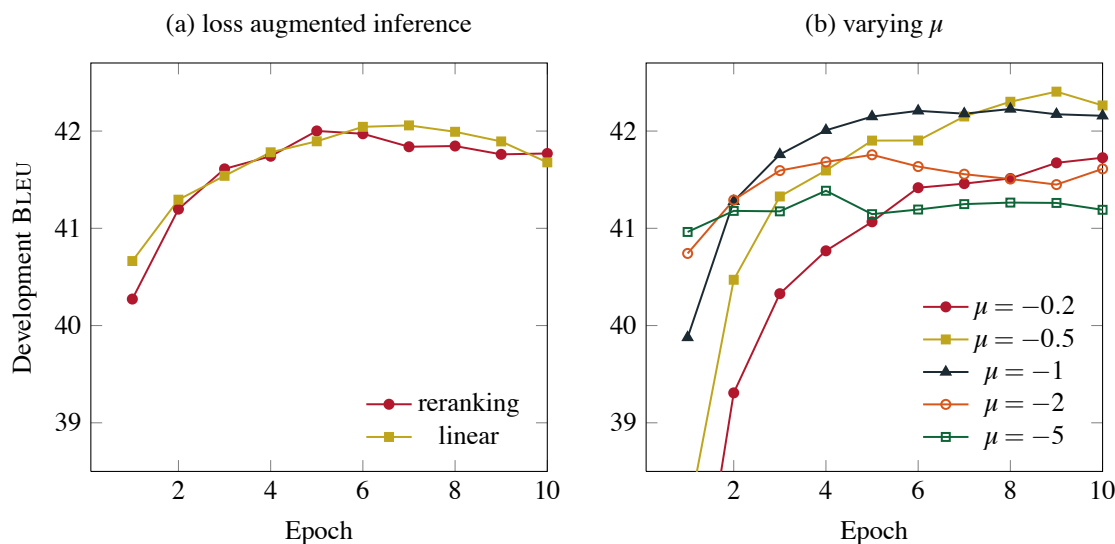 (a) loss augmented inference
(b) varying μ
Development BLEU
42
41
40
39
2
4
6
8
10
Epoch
reranking
linear
42
41
40
39
2
4
6
8
10
Epoch
μ = −0.2
μ = −0.5
μ = −1
μ = −2
μ = −5